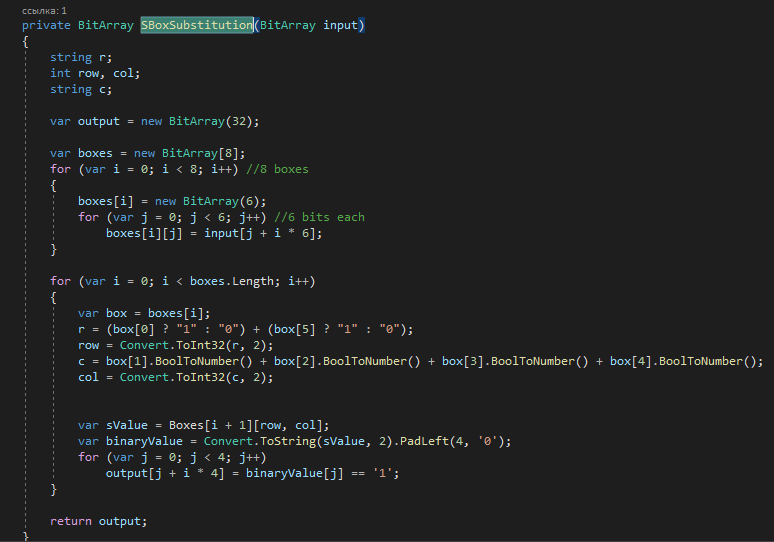 ссылка: 1
private BitArray SBoxSubstitution(BitArray input)
{
    string r;
    int row, col;
    string c;

    var output = new BitArray(32);

    var boxes = new BitArray[8];
    for (var i = 0; i < 8; i++) //8 boxes
    {
        boxes[i] = new BitArray(6);
        for (var j = 0; j < 6; j++) //6 bits each
            boxes[i][j] = input[j + i * 6];
    }

    for (var i = 0; i < boxes.Length; i++)
    {
        var box = boxes[i];
        r = (box[0] ? "1" : "0") + (box[5] ? "1" : "0");
        row = Convert.ToInt32(r, 2);
        c = box[1].BoolToNumber() + box[2].BoolToNumber() + box[3].BoolToNumber() + box[4].BoolToNumber();
        col = Convert.ToInt32(c, 2);


        var sValue = Boxes[i + 1][row, col];
        var binaryValue = Convert.ToString(sValue, 2).PadLeft(4, '0');
        for (var j = 0; j < 4; j++)
            output[j + i * 4] = binaryValue[j] == '1';
    }

    return output;
}